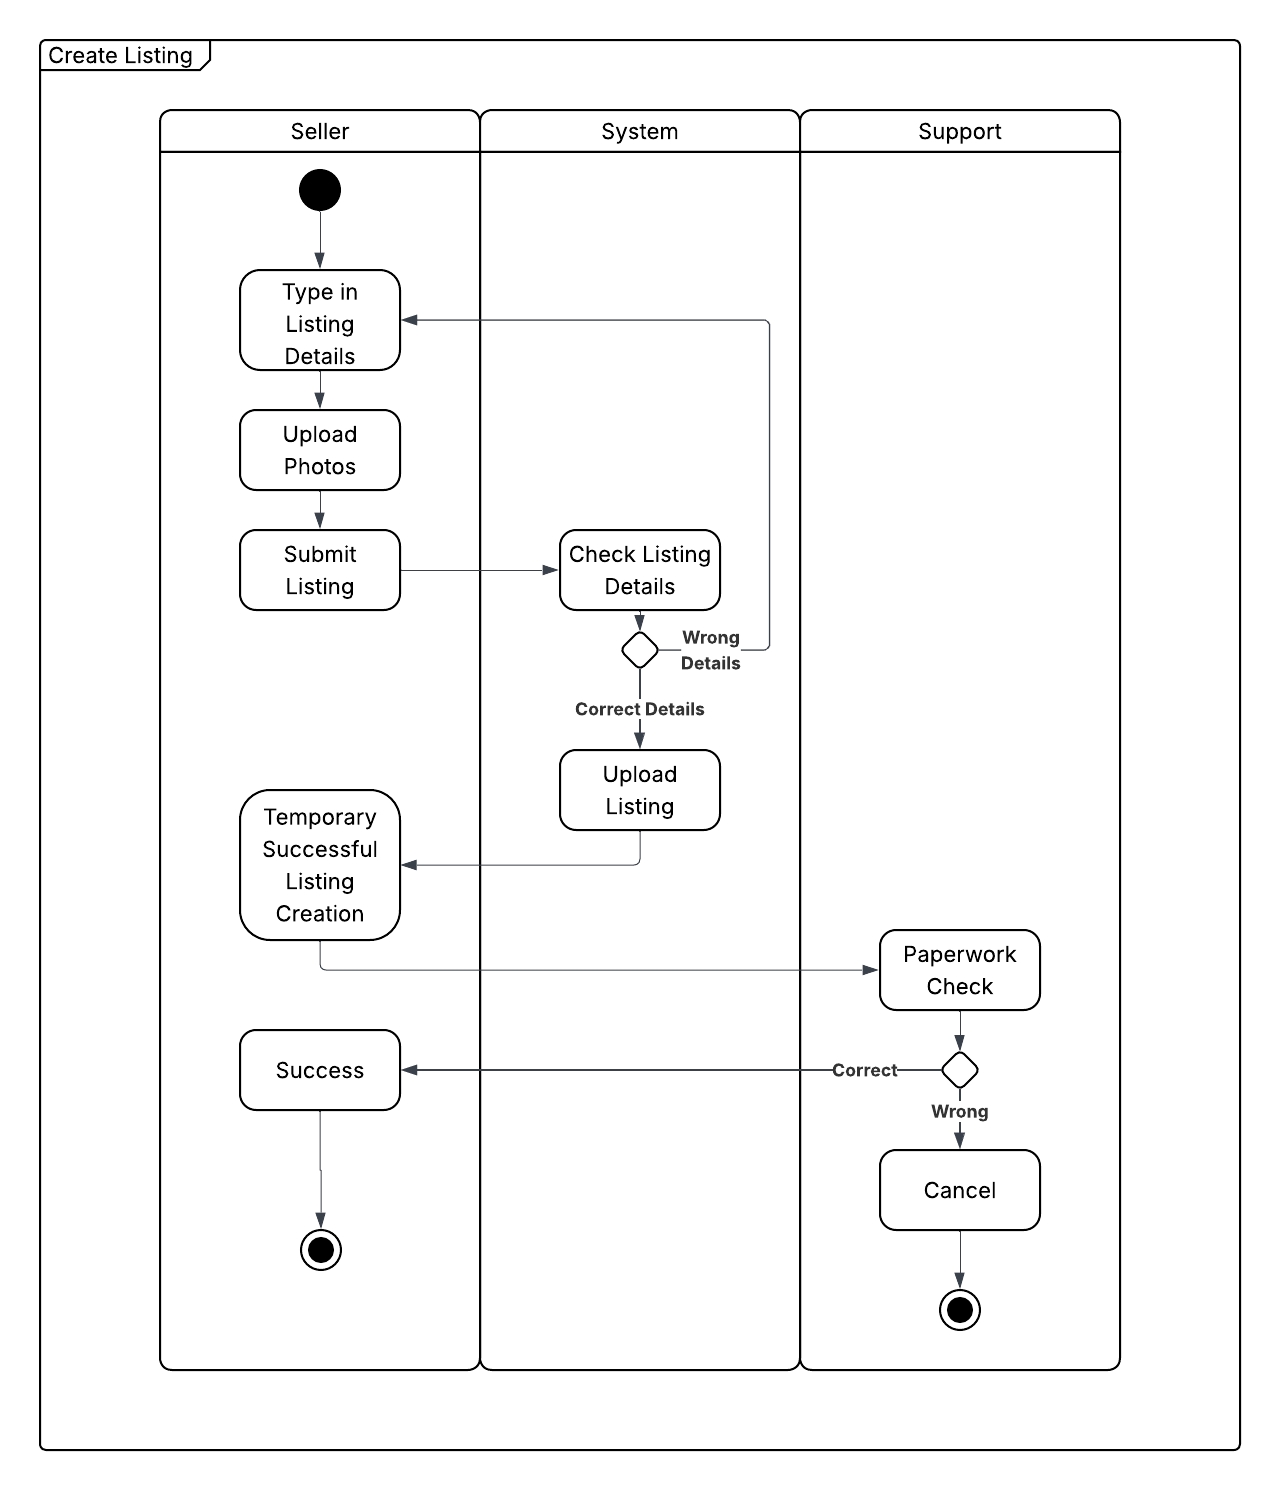 Create Listing
Seller
System
Support
Type in
Listing
Details
Upload
Photos
Submit
Listing
Check Listing
Details
Wrong
Details
Correct Details
Upload
Listing
Temporary
Successful
Listing
Creation
Paperwork
Check
Success
Correct
Wrong
Cancel